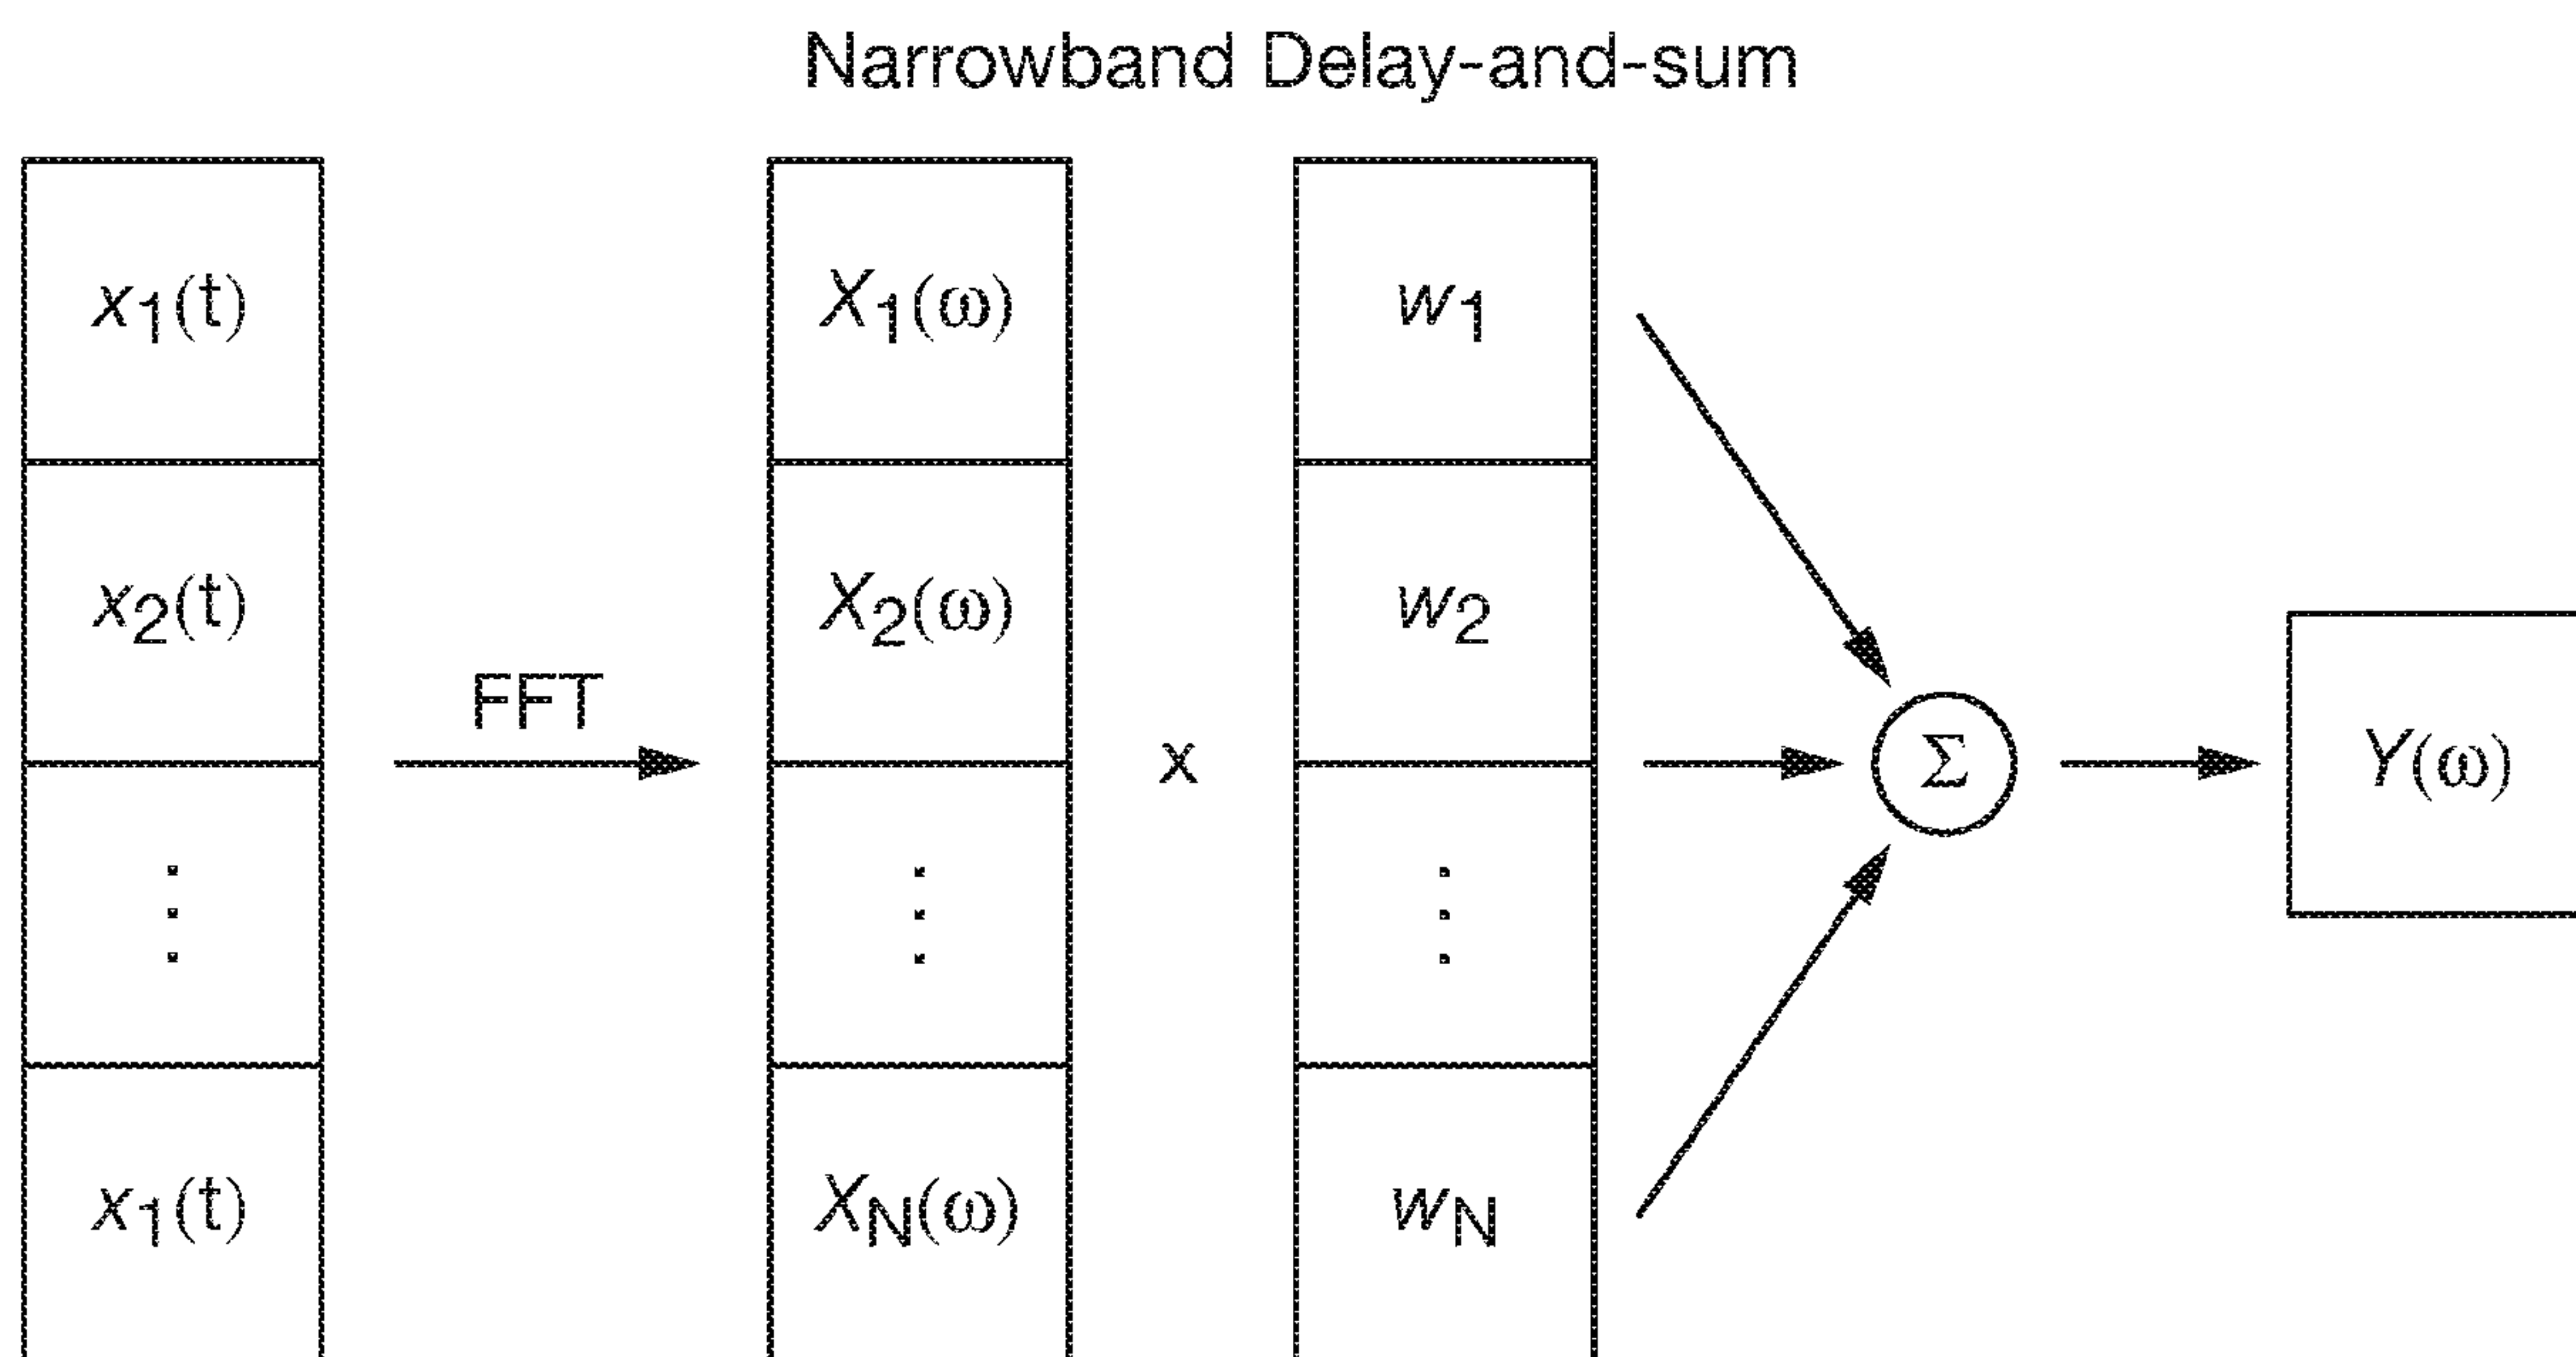 Narrowband Delay-and-sum
x1(t)
x2(t)
⋮
x1(t)
FFT
X1(ω)
X2(ω)
⋮
XN(ω)
x
w1
w2
⋮
wN
Σ
Y(ω)